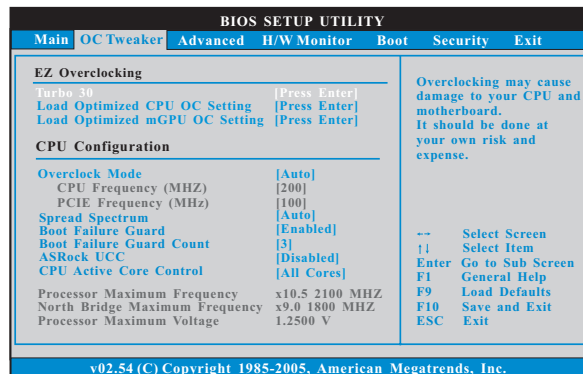 BIOS SETUP UTILITY
Main OC Tweaker Advanced H/W Monitor Boot Security Exit
EZ Overclocking
Turbo 30 [Press Enter]
Load Optimized CPU OC Setting [Press Enter]
Load Optimized mGPU OC Setting [Press Enter]
CPU Configuration
Overclock Mode [Auto]
CPU Frequency (MHZ) [200]
PCIE Frequency (MHz) [100]
Spread Spectrum [Auto]
Boot Failure Guard [Enabled]
Boot Failure Guard Count [3]
ASRock UCC [Disabled]
CPU Active Core Control [All Cores]
Processor Maximum Frequency x10.5 2100 MHZ
North Bridge Maximum Frequency x9.0 1800 MHZ
Processor Maximum Voltage 1.2500 V
Overclocking may cause
damage to your CPU and
motherboard.
It should be done at
your own risk and
expense.
←→ Select Screen
↑↓ Select Item
Enter Go to Sub Screen
F1 General Help
F9 Load Defaults
F10 Save and Exit
ESC Exit
v02.54 (C) Copyright 1985-2005, American Megatrends, Inc.